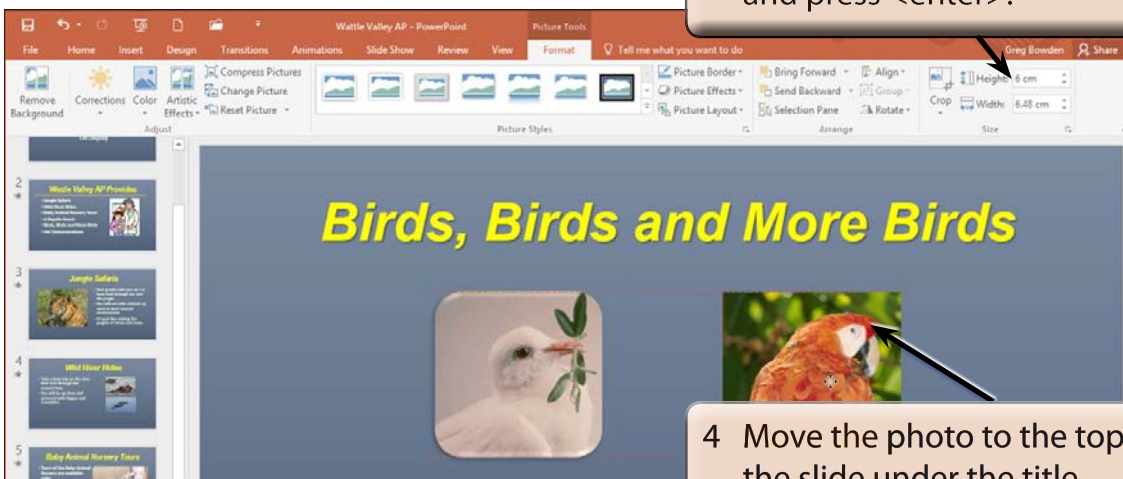 and press <enter>.
Wattle Valley AP - PowerPoint
Picture Tools
File Home Insert Design Transitions Animations Slide Show Review View Format Tell me what you want to do
Greg Bowden Share
Remove Background
Corrections
Color
Artistic Effects
Compress Pictures
Change Picture
Reset Picture
Adjust
Picture Styles
Picture Border
Picture Effects
Picture Layout
Bring Forward
Send Backward
Selection Pane
Align
Group
Rotate
Arrange
Crop
Height: 6 cm
Width: 6.48 cm
Size
2
Wattle Valley AP Provides
3
Jungle Safaris
4
Wild River Rides
5
Baby Animal Nursery Tours
Birds, Birds and More Birds
4 Move the photo to the top
the slide under the title